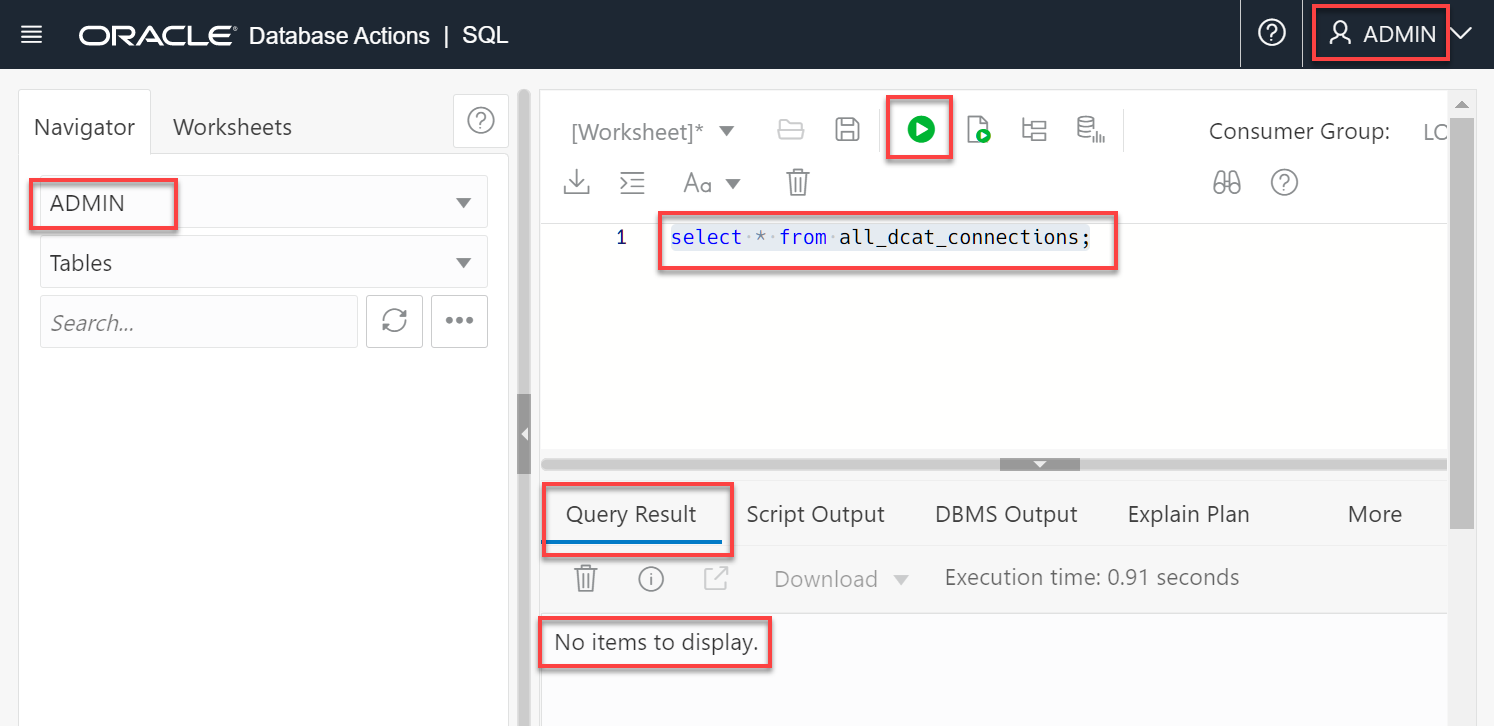 ORACLE Database Actions | SQL
ADMIN
Navigator
Worksheets
ADMIN
Tables
Search...
[Worksheet]*
Consumer Group: LO
Aa
1 select * from all_dcat_connections;
Query Result
Script Output
DBMS Output
Explain Plan
More
Download
Execution time: 0.91 seconds
No items to display.